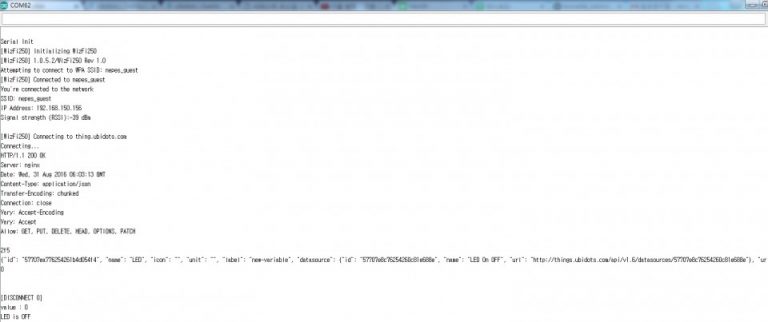 COM62
Serial Init
[WizFi250] Initializing WizFi250
[WizFi250] 1.0.5.2/WizFi250 Rev 1.0
Attempting to connect to WPA SSID: nepes_guest
[WizFi250] Connected to nepes_guest
You're connected to the network
SSID: nepes_guest
IP Address: 192.168.150.156
Signal strength (RSSI):-39 dBm
[WizFi250] Connecting to thing.ubidots.com
Connecting...
HTTP/1.1 200 OK
Server: nginx
Date: Wed, 31 Aug 2016 06:03:13 GMT
Content-Type: application/json
Transfer-Encoding: chunked
Connection: close
Vary: Accept-Encoding
Vary: Accept
Allow: GET, PUT, DELETE, HEAD, OPTIONS, PATCH
2f5
{"id": "name": "LED", "icon": "", "unit": "", "label": "new-variable", "datasource": {"id": "57707e8c76254260c81e688e", "name": "LED On OFF", "url": "http://things.ubidots.com/api/v1.6/datasources/57707e8c76254260c81e688e"}, "ur
0
[DISCONNECT 0]
value : 0
LED is OFF